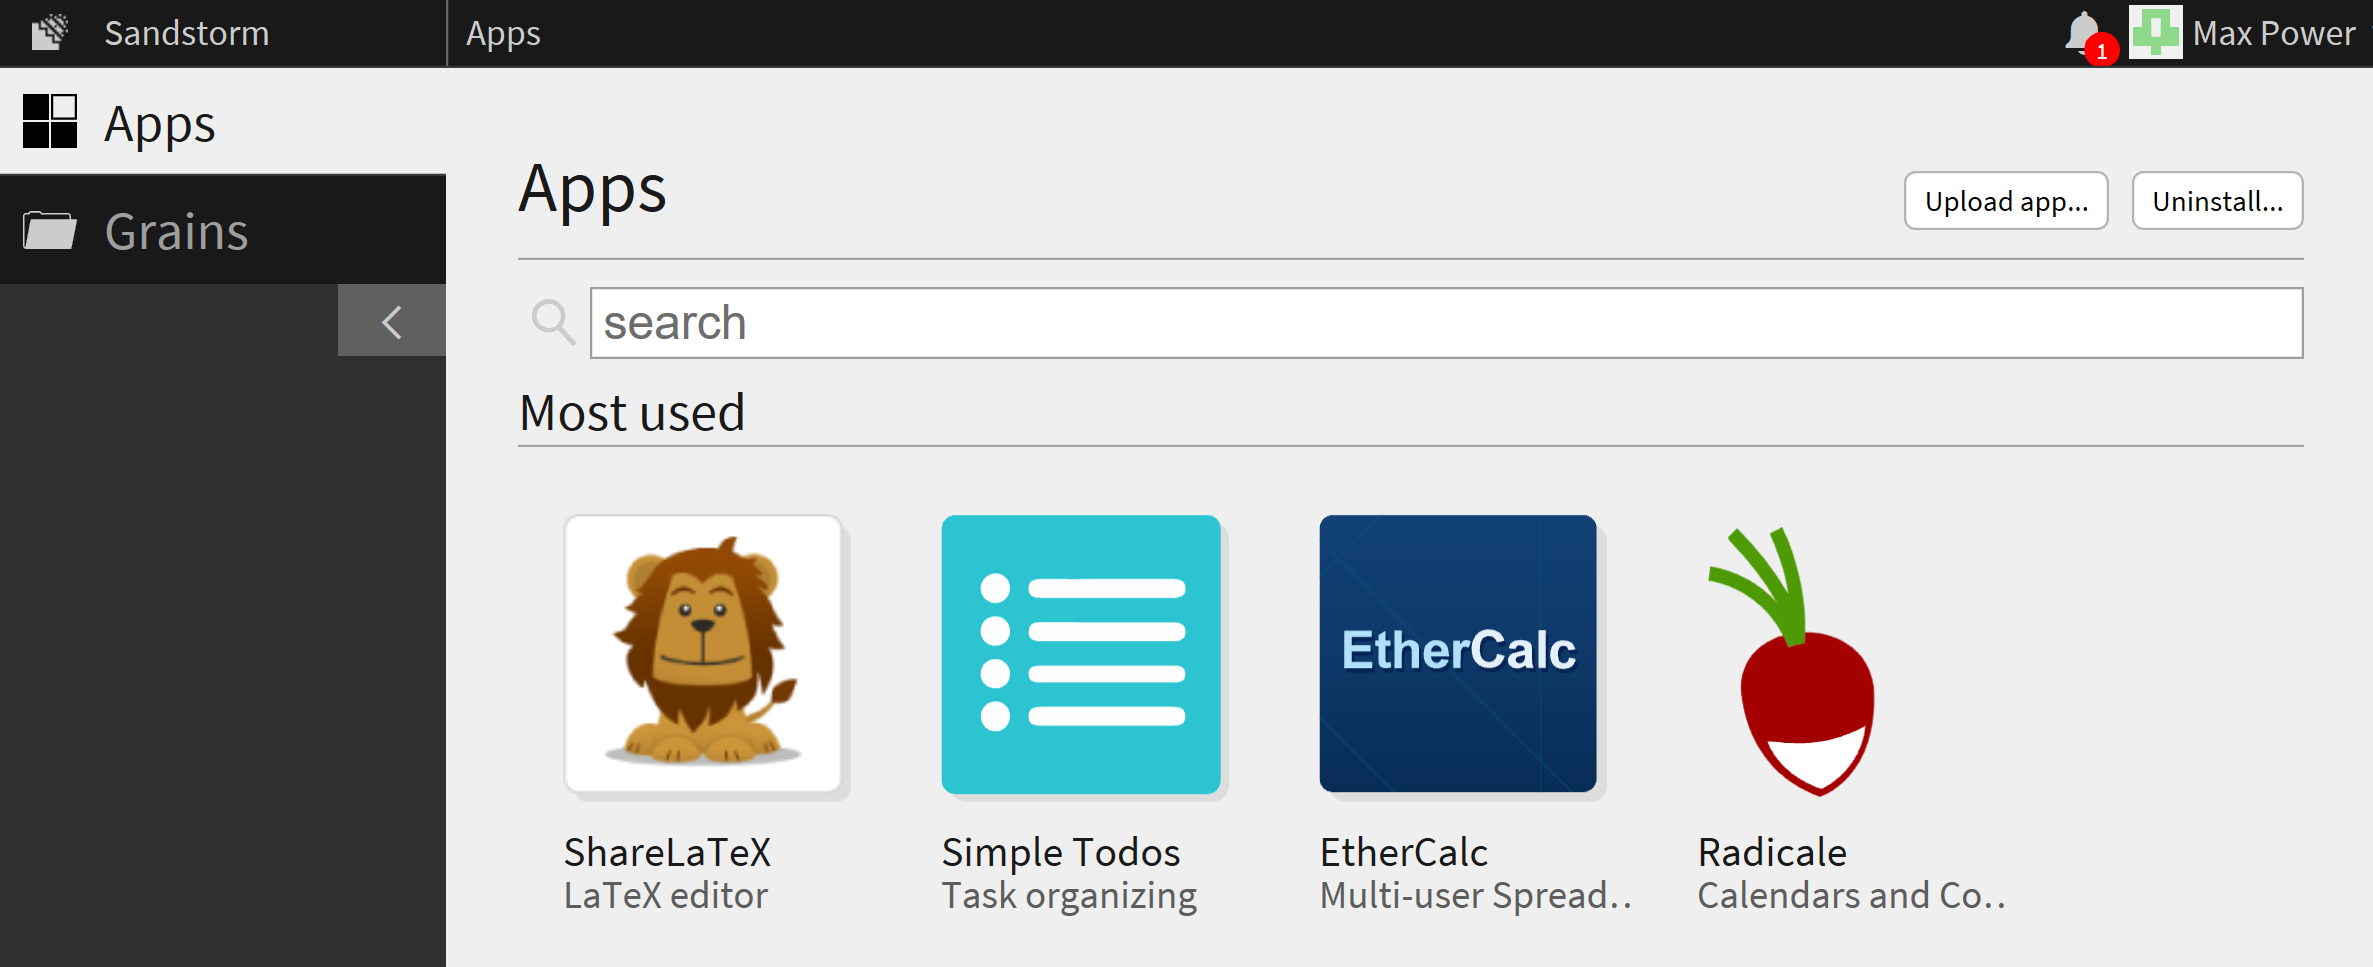 Sandstorm
Apps
1
Max Power
Apps
Grains
Apps
Upload app...
Uninstall...
search
Most used
EtherCalc
ShareLaTeX
LaTeX editor
Simple Todos
Task organizing
EtherCalc
Multi-user Spread..
Radicale
Calendars and Co..